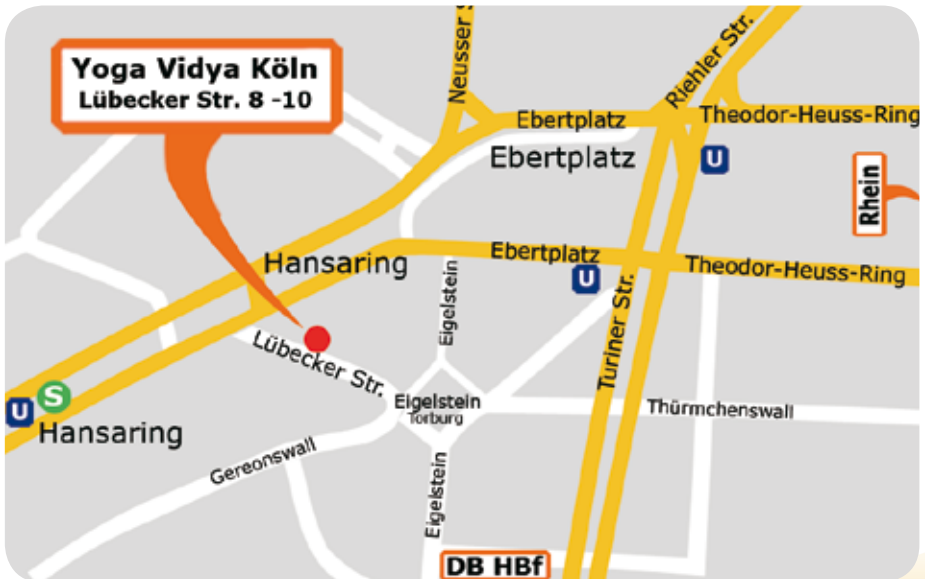 Yoga Vidya Köln
Lübecker Str. 8 -10
Neusser S
Riehler Str.
Ebertplatz
Theodor-Heuss-Ring
Ebertplatz
U
Rhein
Hansaring
Ebertplatz
Theodor-Heuss-Ring
U
Eigelstein
Turiner Str.
Lübecker Str.
S
U
Hansaring
Eigelstein
Torburg
Thürmchenswall
Gereonswall
Eigelstein
DB HBf